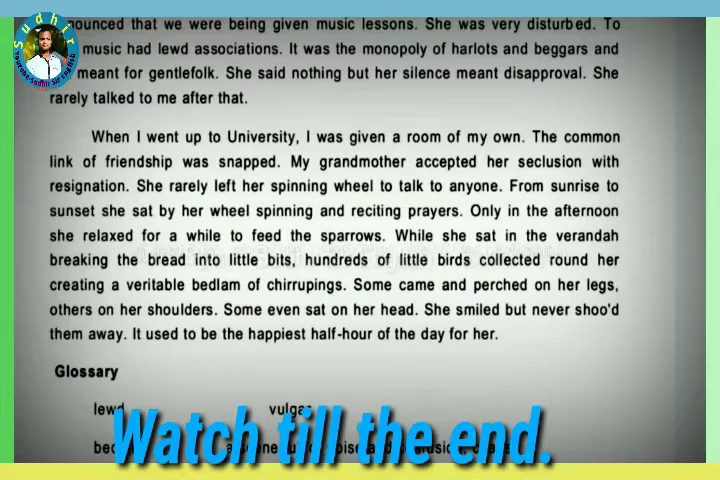 Sudhir
Youtube-Sudhir Sir English
announced that we were being given music lessons. She was very disturbed. To
music had lewd associations. It was the monopoly of harlots and beggars and
meant for gentlefolk. She said nothing but her silence meant disapproval. She
rarely talked to me after that.
When I went up to University, I was given a room of my own. The common
link of friendship was snapped. My grandmother accepted her seclusion with
resignation. She rarely left her spinning wheel to talk to anyone. From sunrise to
sunset she sat by her wheel spinning and reciting prayers. Only in the afternoon
she relaxed for a while to feed the sparrows. While she sat in the verandah
breaking the bread into little bits, hundreds of little birds collected round her
creating a veritable bedlam of chirrupings. Some came and perched on her legs,
others on her shoulders. Some even sat on her head. She smiled but never shoo'd
them away. It used to be the happiest half-hour of the day for her.
Glossary
lewd vulgar
Watch till the end.